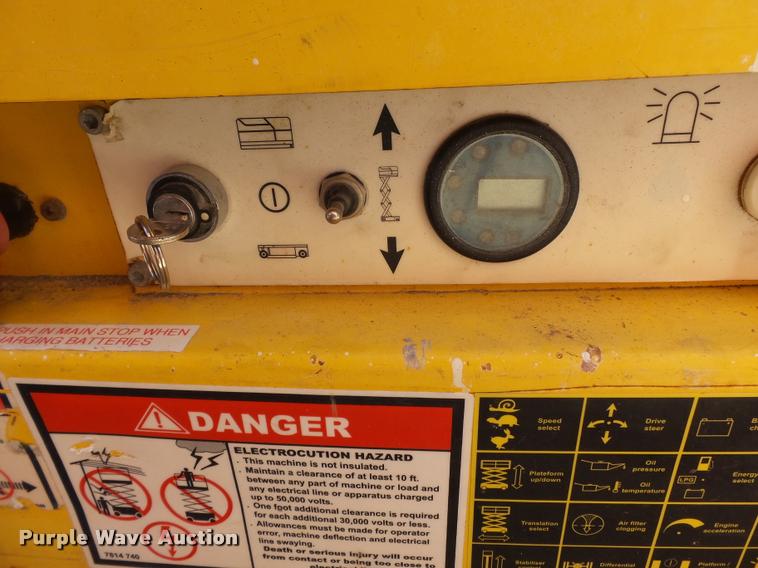 PUSH IN MAIN STOP WHEN
CHARGING BATTERIES
DANGER
ELECTROCUTION HAZARD
- This machine is not insulated.
- Maintain a clearance of at least 10 ft.
between any part of machine or load and
any electrical line or apparatus charged
up to 50,000 volts.
- One foot additional clearance is required
for each additional 30,000 volts or less.
- Allowances must be made for operator
error, machine deflection and electrical
line swaying.
Death or serious injury will occur
from contact or being too close to
7814 740
Speed
select
Drive
steer
Plateform
up/down
Oil
pressure
Oil
temperature
LPG
Energy
select
Translation
select
Air filter
clogging
Engine
acceleration
Stabiliser
Differential
Platform /
Purple Wave Auction